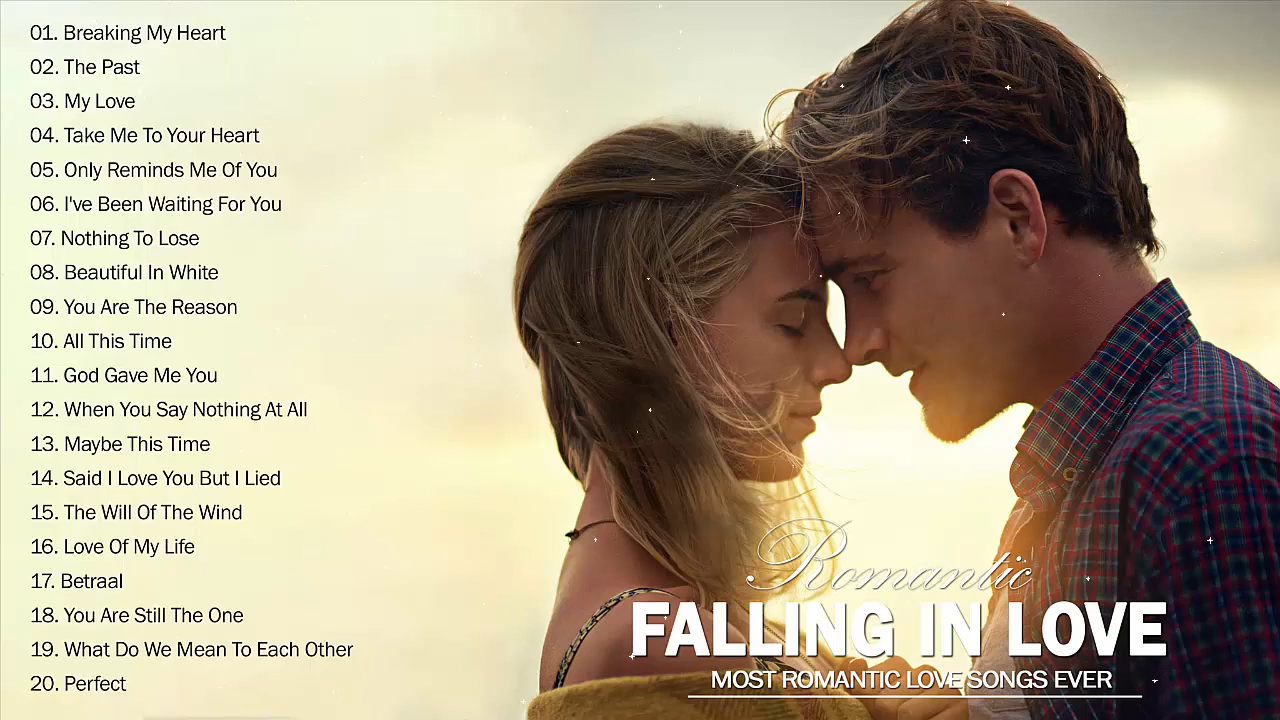 01. Breaking My Heart
02. The Past
03. My Love
04. Take Me To Your Heart
05. Only Reminds Me Of You
06. I've Been Waiting For You
07. Nothing To Lose
08. Beautiful In White
09. You Are The Reason
10. All This Time
11. God Gave Me You
12. When You Say Nothing At All
13. Maybe This Time
14. Said I Love You But I Lied
15. The Will Of The Wind
16. Love Of My Life
17. Betraal
18. You Are Still The One
19. What Do We Mean To Each Other
20. Perfect
Romantic
FALLING IN LOVE
MOST ROMANTIC LOVE SONGS EVER